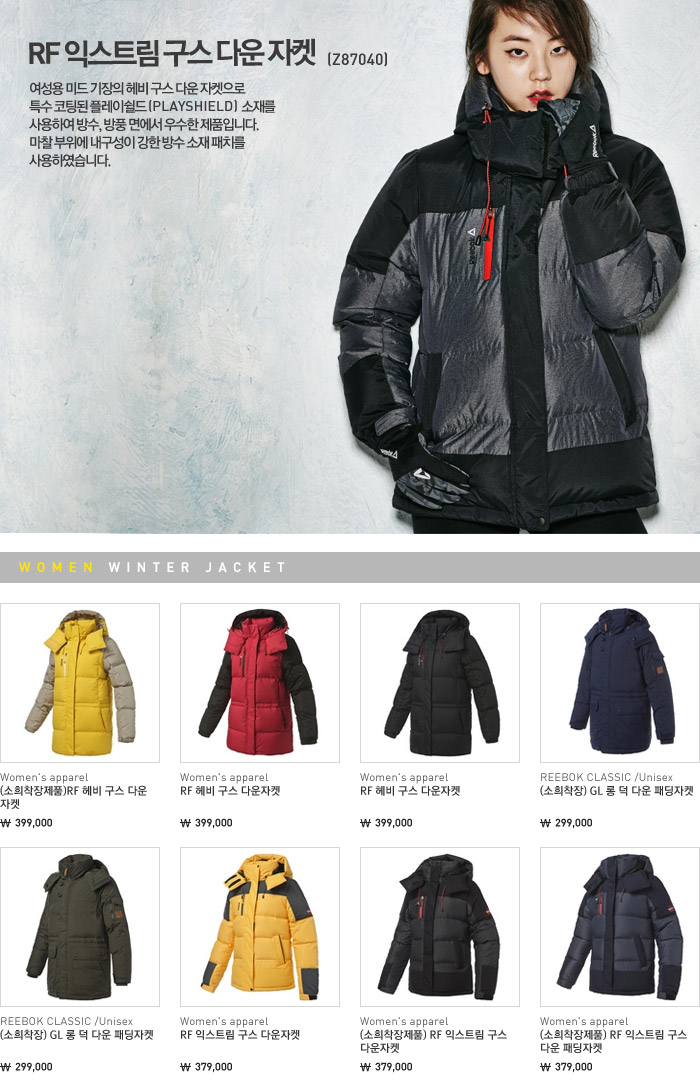 RF 익스트림 구스 다운 자켓 (Z87040)
여성용 미드 기장의 헤비 구스 다운 자켓으로
특수 코팅된 플레이쉴드(PLAYSHIELD) 소재를
사용하여 방수, 방풍 면에서 우수한 제품입니다.
마찰 부위에 내구성이 강한 방수 소재 패치를
사용하였습니다.
Reebok
Reebok
Reebok
WOMEN WINTER JACKET
Women's apparel
(소희착장제품)RF 헤비 구스 다운
자켓
₩ 399,000
Women's apparel
RF 헤비 구스 다운자켓
₩ 399,000
Women's apparel
RF 헤비 구스 다운자켓
₩ 399,000
REEBOK CLASSIC /Unisex
(소희착장) GL 롱 덕 다운 패딩자켓
₩ 299,000
REEBOK CLASSIC /Unisex
(소희착장) GL 롱 덕 다운 패딩자켓
₩ 299,000
Women's apparel
RF 익스트림 구스 다운자켓
₩ 379,000
Women's apparel
(소희착장제품) RF 익스트림 구스
다운자켓
₩ 379,000
Women's apparel
(소희착장제품) RF 익스트림 구스
다운 패딩자켓
₩ 379,000